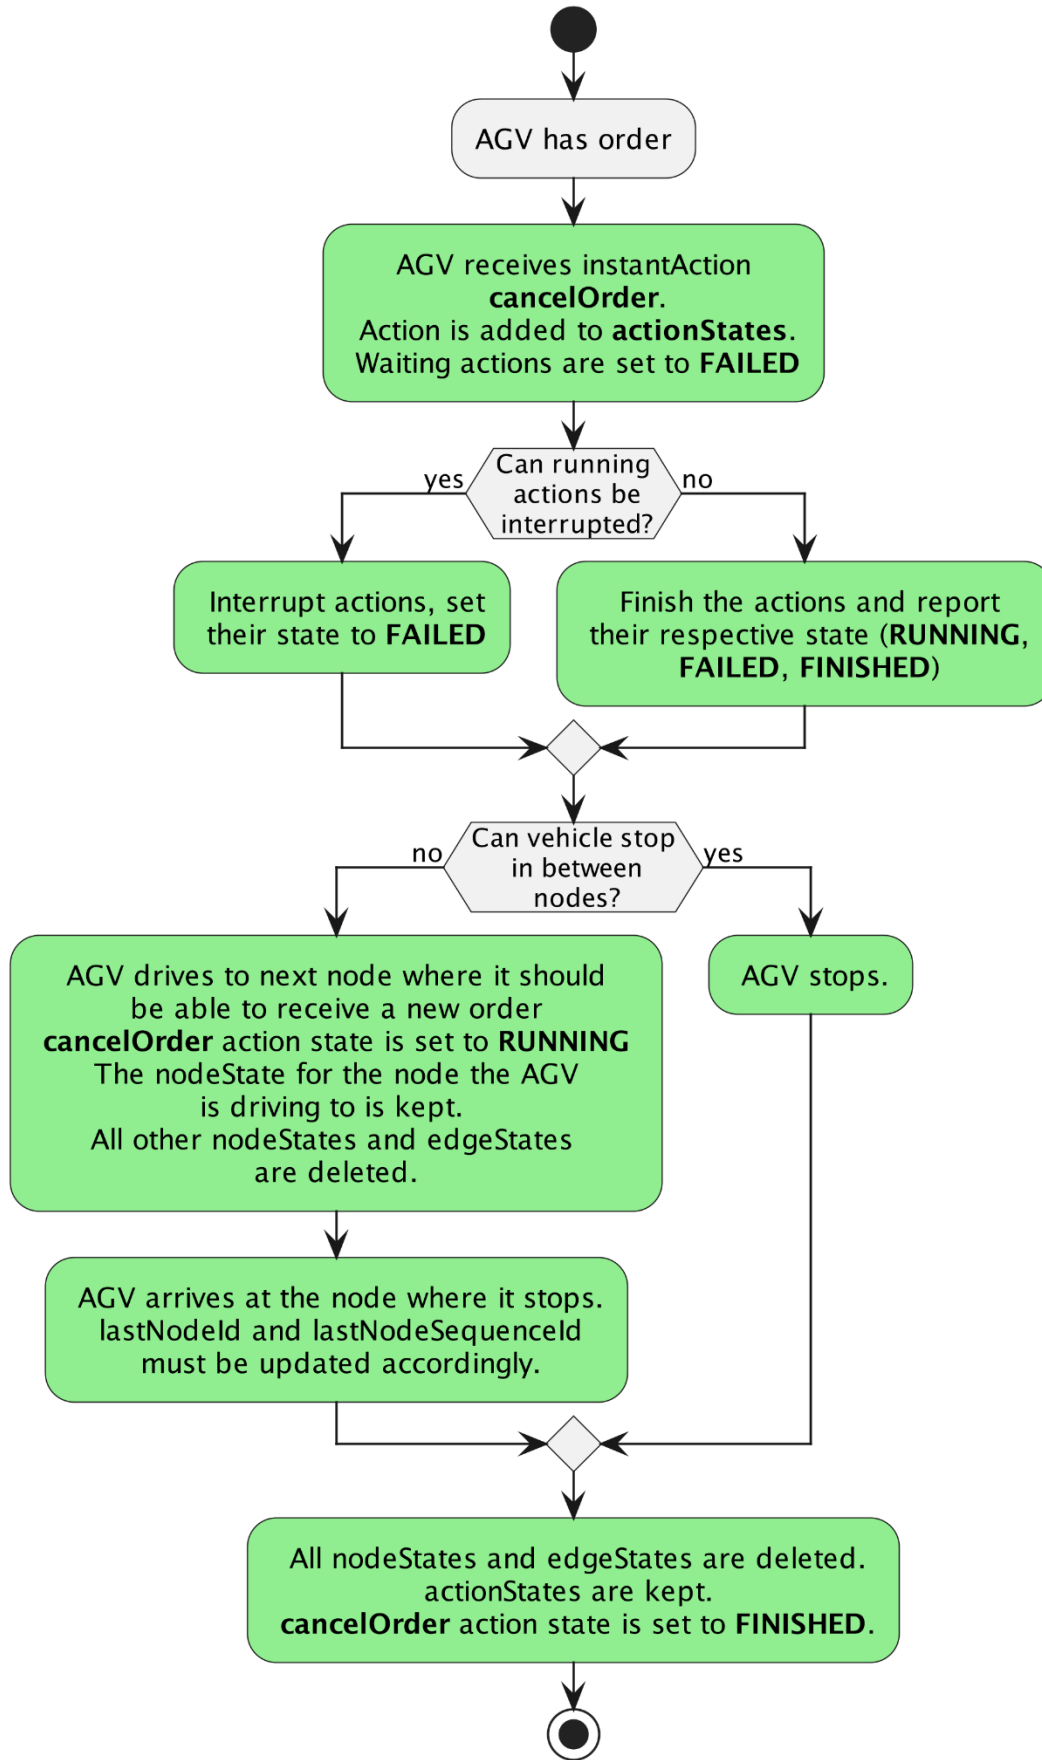 AGV has order
AGV receives instantAction
cancelOrder.
Action is added to actionStates.
Waiting actions are set to FAILED
Can running
actions be
interrupted?
yes
no
Interrupt actions, set
their state to FAILED
Finish the actions and report
their respective state (RUNNING,
FAILED, FINISHED)
Can vehicle stop
in between
nodes?
no
yes
AGV drives to next node where it should
be able to receive a new order
cancelOrder action state is set to RUNNING
The nodeState for the node the AGV
is driving to is kept.
All other nodeStates and edgeStates
are deleted.
AGV stops.
AGV arrives at the node where it stops.
lastNodeId and lastNodeSequenceId
must be updated accordingly.
All nodeStates and edgeStates are deleted.
actionStates are kept.
cancelOrder action state is set to FINISHED.